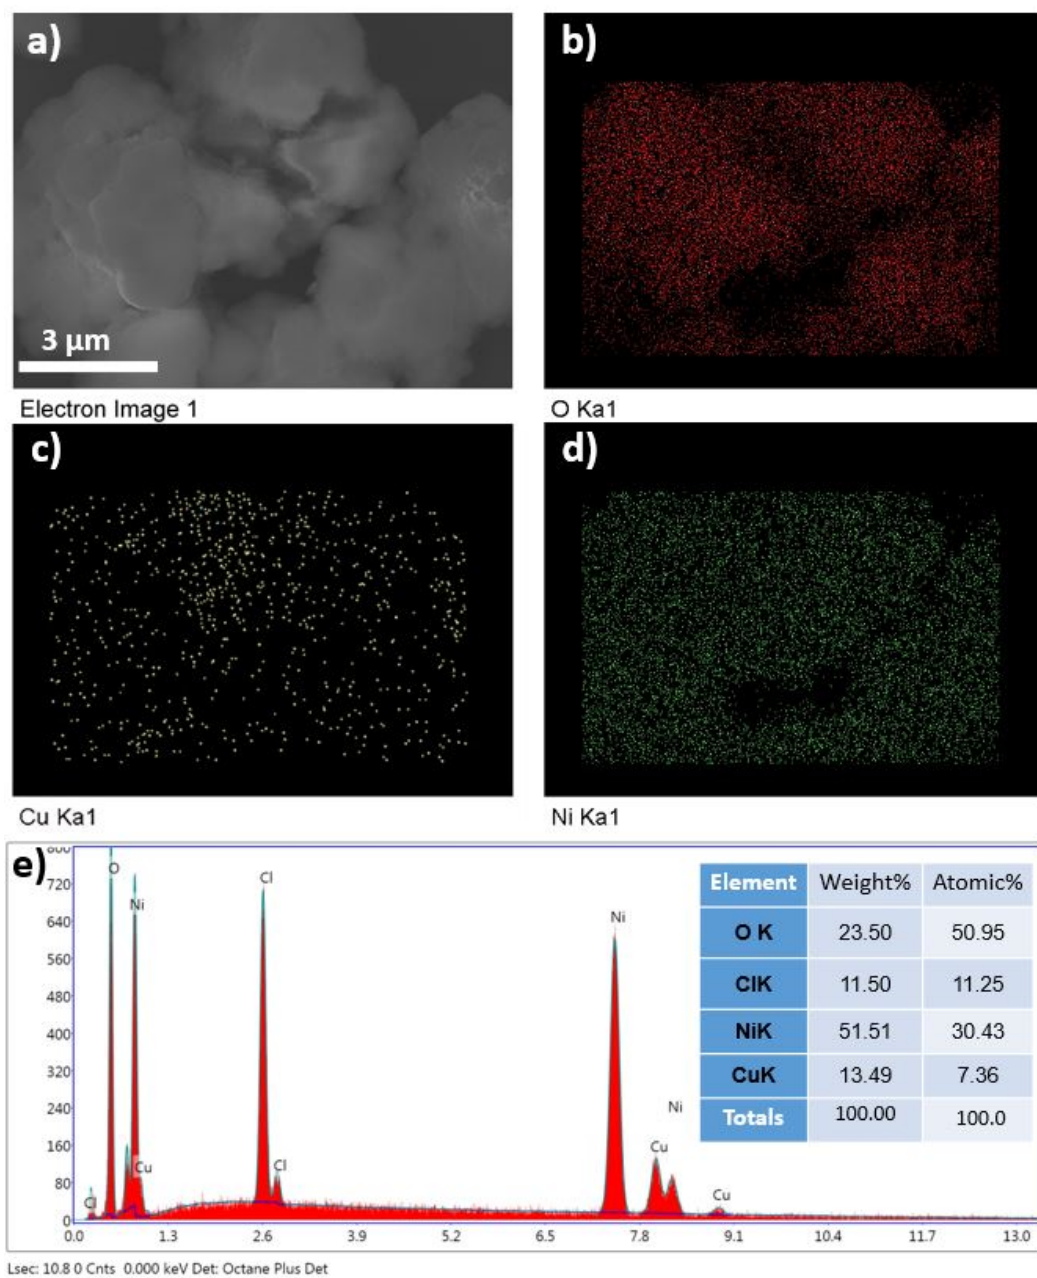 a)
3 µm
Electron Image 1
b)
O Ka1
c)
Cu Ka1
d)
Ni Ka1
e)
800
720
640
560
480
400
320
240
160
80
0
O
Ni
Cl
Cu
Cl
Cl
Ni
Cu
Ni
Cu
0.0 1.3 2.6 3.9 5.2 6.5 7.8 9.1 10.4 11.7 13.0
Element Weight% Atomic%
O K 23.50 50.95
ClK 11.50 11.25
NiK 51.51 30.43
CuK 13.49 7.36
Totals 100.00 100.0
Lsec: 10.8 0 Cnts 0.000 keV Det: Octane Plus Det